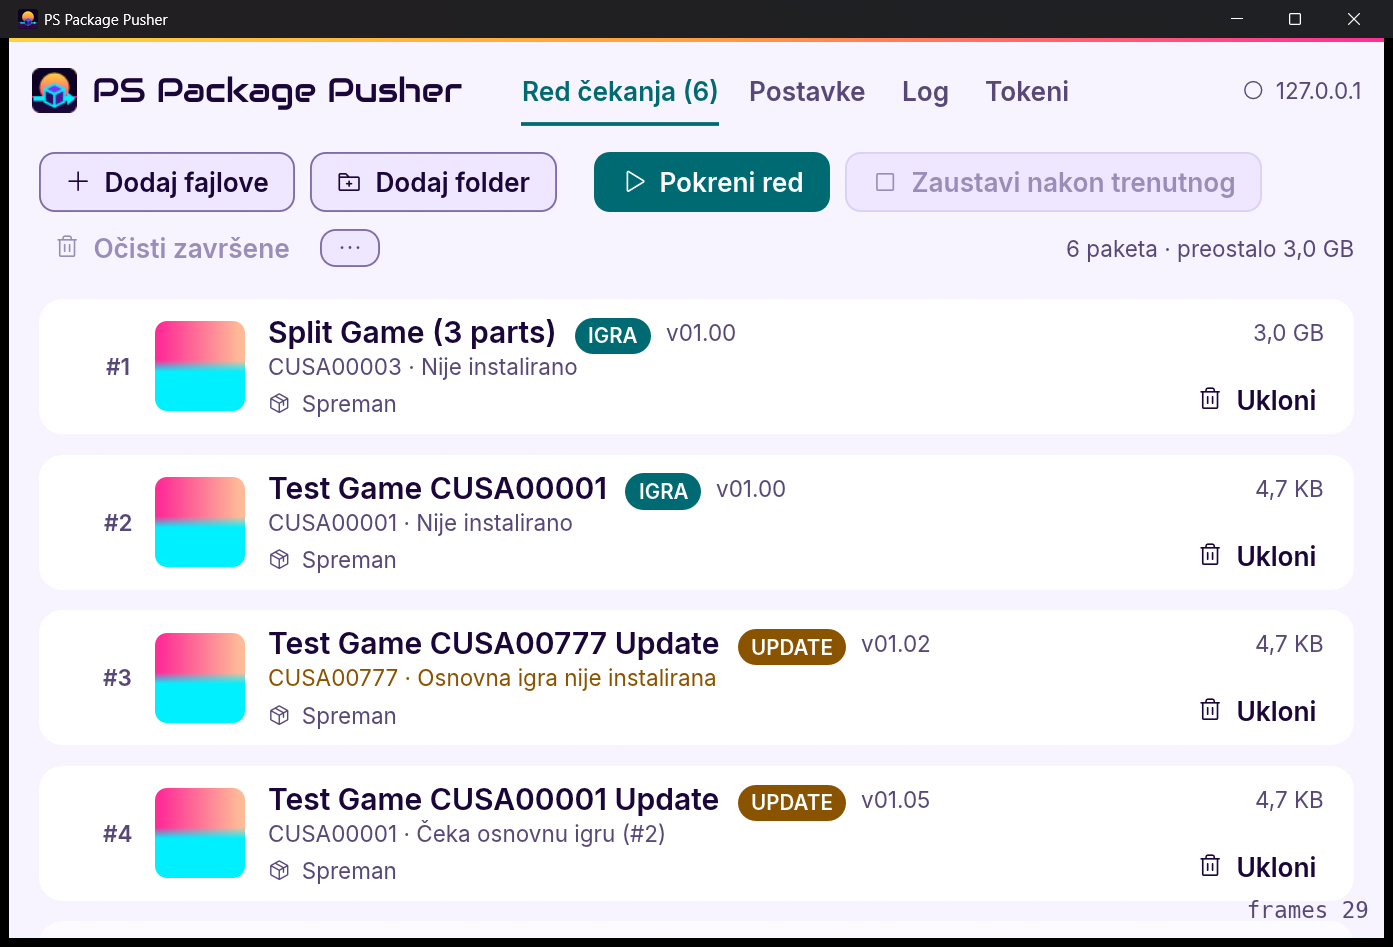 PS Package Pusher
PS Package Pusher
Red čekanja (6)
Postavke
Log
Tokeni
127.0.0.1
Dodaj fajlove
Dodaj folder
Pokreni red
Zaustavi nakon trenutnog
Očisti završene
...
6 paketa · preostalo 3,0 GB
#1
Split Game (3 parts) IGRA v01.00
3,0 GB
CUSA00003 · Nije instalirano
Spreman
Ukloni
#2
Test Game CUSA00001 IGRA v01.00
4,7 KB
CUSA00001 · Nije instalirano
Spreman
Ukloni
#3
Test Game CUSA00777 Update UPDATE v01.02
4,7 KB
CUSA00777 · Osnovna igra nije instalirana
Spreman
Ukloni
#4
Test Game CUSA00001 Update UPDATE v01.05
4,7 KB
CUSA00001 · Čeka osnovnu igru (#2)
Spreman
Ukloni
frames 29